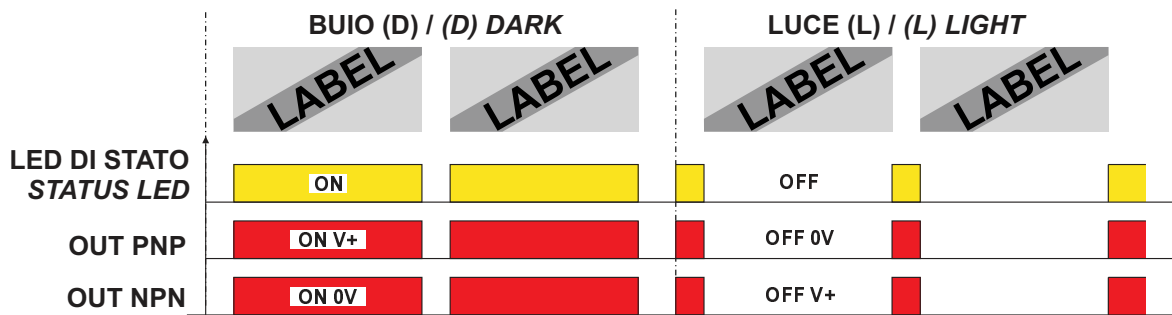 BUIO (D) / (D) DARK
LUCE (L) / (L) LIGHT
LABEL
LABEL
LABEL
LABEL
LED DI STATO
STATUS LED
ON
OFF
OUT PNP
ON V+
OFF 0V
OUT NPN
ON 0V
OFF V+